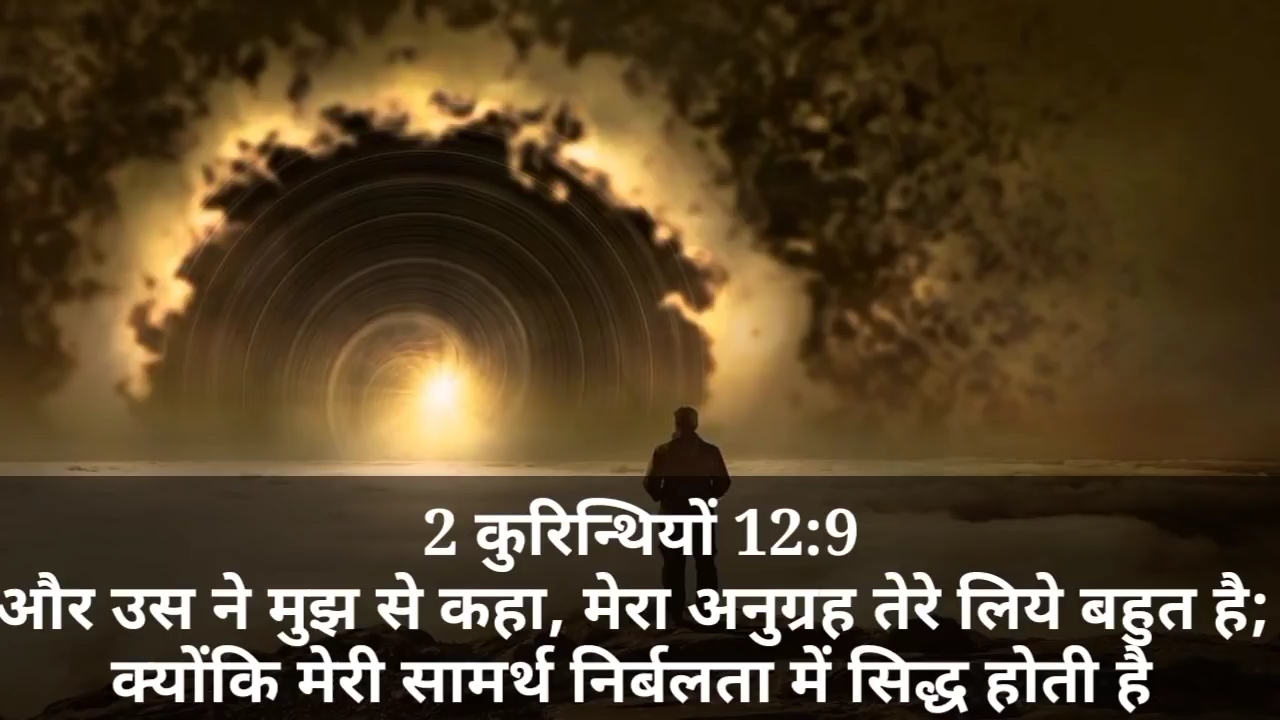 2 कुरिन्थियों 12:9
और उस ने मुझ से कहा, मेरा अनुग्रह तेरे लिये बहुत है;
क्योंकि मेरी सामर्थ निर्बलता में सिद्ध होती है